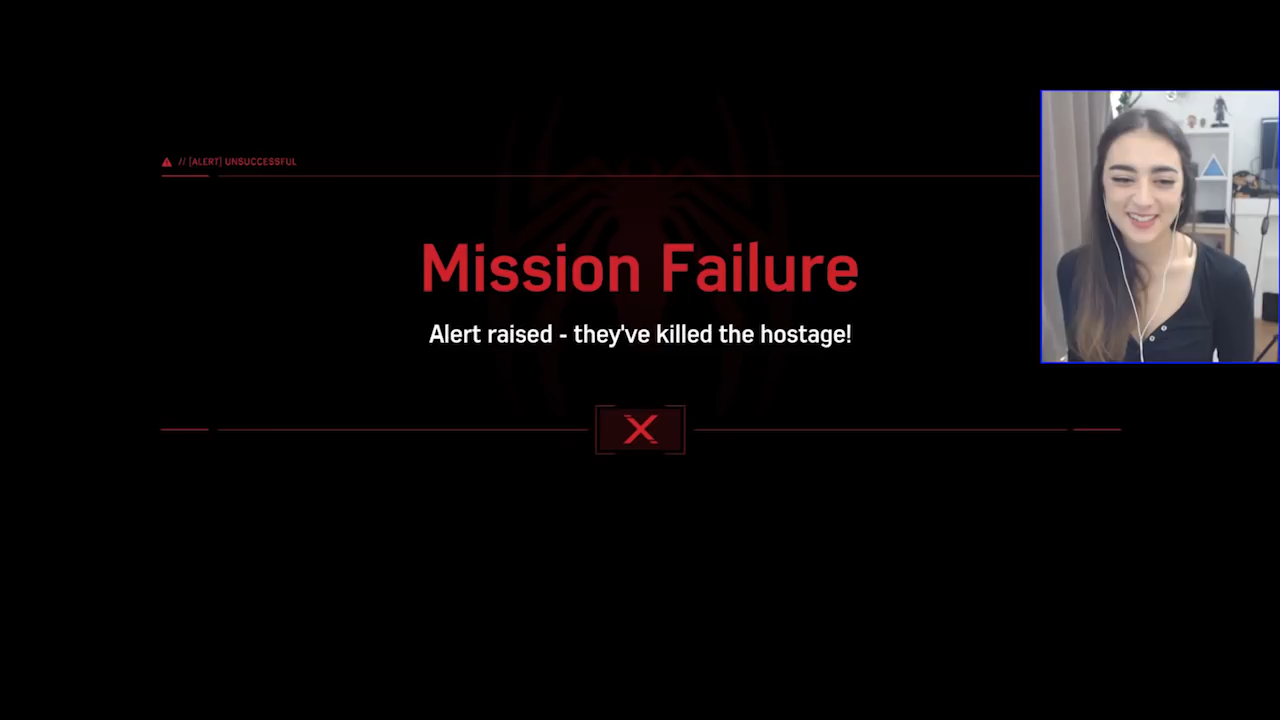 // [ALERT] UNSUCCESSFUL
Mission Failure
Alert raised - they've killed the hostage!